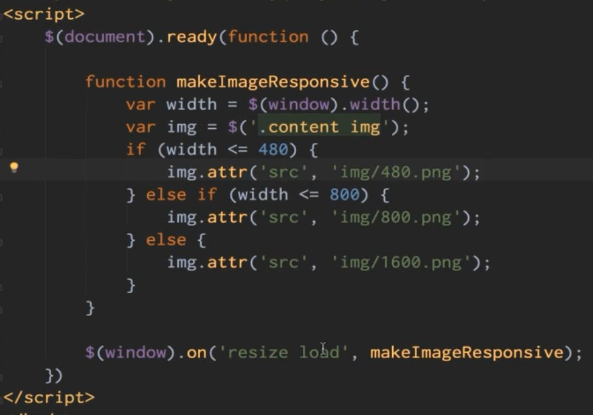 <script>
$(document).ready(function () {
function makeImageResponsive() {
var width = $(window).width();
var img = $('.content img');
if (width <= 480) {
img.attr('src', 'img/480.png');
} else if (width <= 800) {
img.attr('src', 'img/800.png');
} else {
img.attr('src', 'img/1600.png');
}
}
$(window).on('resize load', makeImageResponsive);
})
</script>